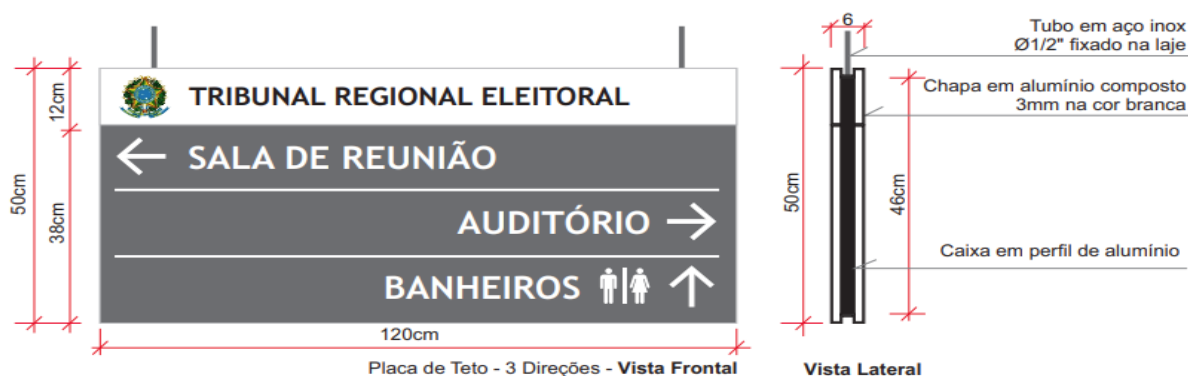 TRIBUNAL REGIONAL ELEITORAL
SALA DE REUNIÃO
AUDITÓRIO
BANHEIROS
12cm
38cm
50cm
120cm
Placa de Teto - 3 Direções - Vista Frontal
6
50cm
46cm
Tubo em aço inox
Ø1/2" fixado na laje
Chapa em alumínio composto
3mm na cor branca
Caixa em perfil de alumínio
Vista Lateral